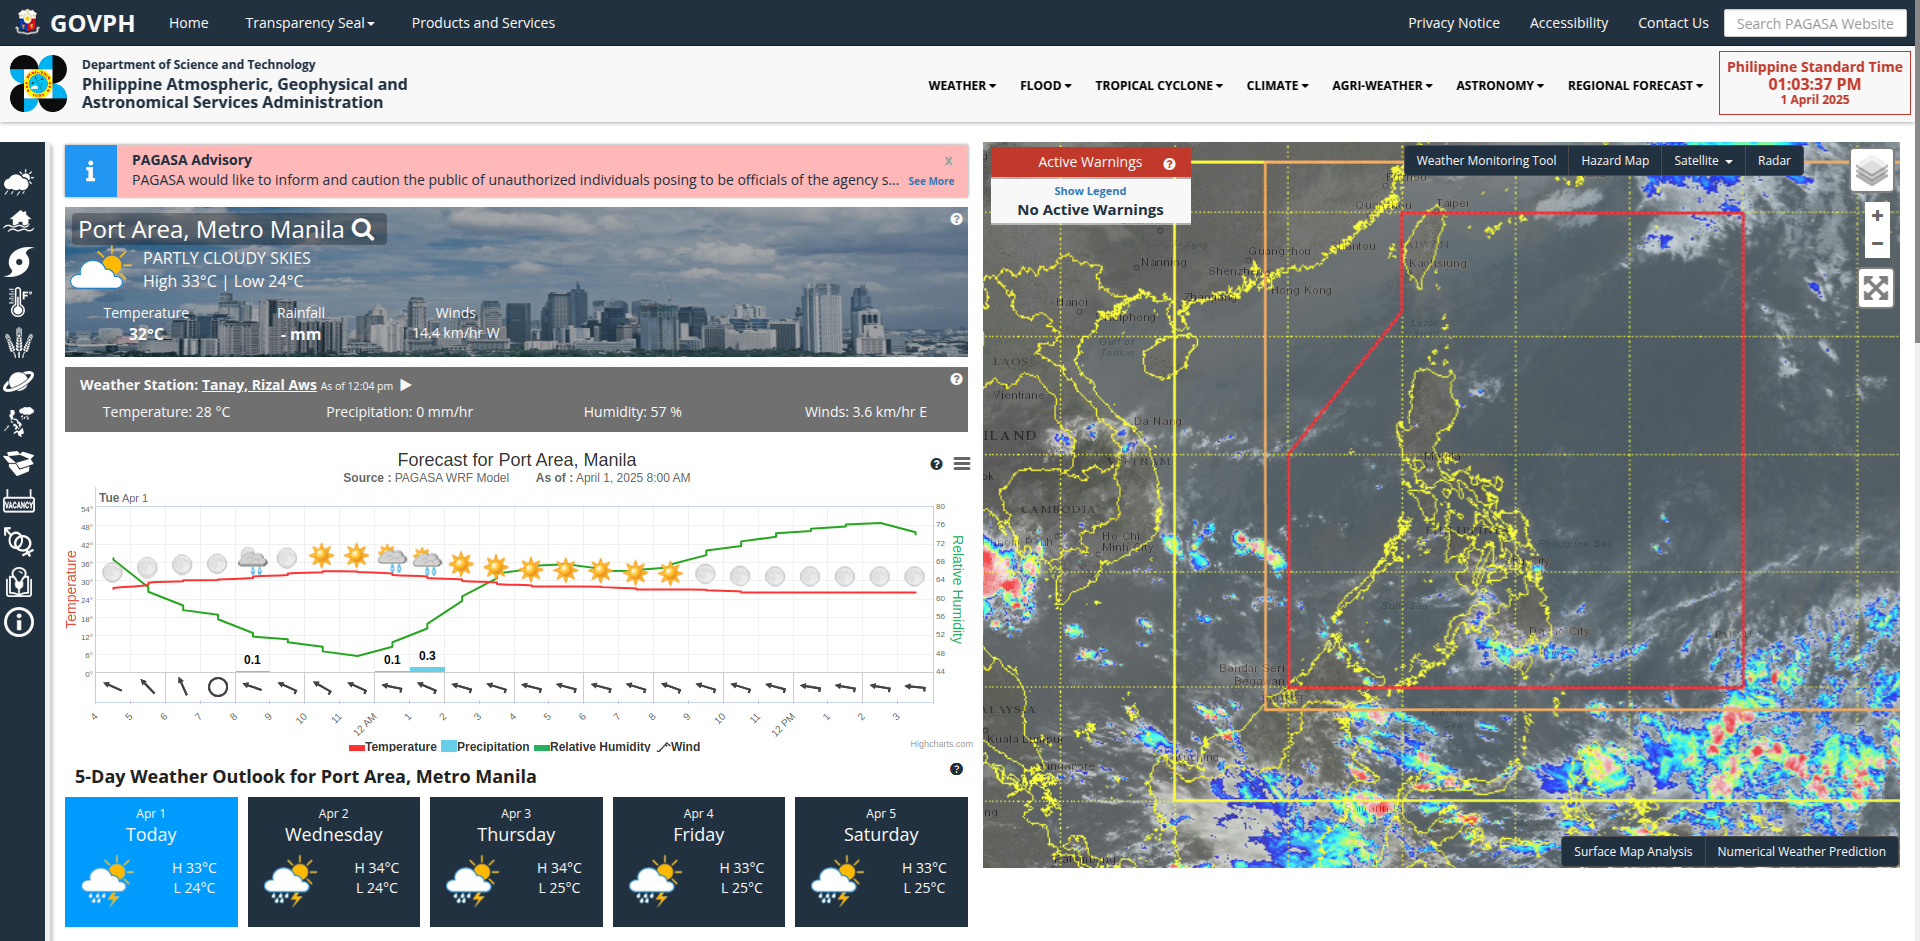 GOVPH
Home
Transparency Seal
Products and Services
Privacy Notice
Accessibility
Contact Us
Search PAGASA Website
Department of Science and Technology
Philippine Atmospheric, Geophysical and
Astronomical Services Administration
WEATHER
FLOOD
TROPICAL CYCLONE
CLIMATE
AGRI-WEATHER
ASTRONOMY
REGIONAL FORECAST
Philippine Standard Time
01:03:37 PM
1 April 2025
PAGASA Advisory
x
PAGASA would like to inform and caution the public of unauthorized individuals posing to be officials of the agency s... See More
Port Area, Metro Manila
PARTLY CLOUDY SKIES
High 33°C | Low 24°C
Temperature
Rainfall
Winds
32°C
- mm
14.4 km/hr W
Weather Station: Tanay, Rizal Aws As of 12:04 pm
Temperature: 28 °C
Precipitation: 0 mm/hr
Humidity: 57 %
Winds: 3.6 km/hr E
Forecast for Port Area, Manila
Source : PAGASA WRF Model As of : April 1, 2025 8:00 AM
Tue Apr 1
Temperature
54°
48°
42°
36°
30°
24°
18°
12°
6°
0°
0.1
0.1
0.3
80
76
72
68
64
60
56
52
48
44
Relative Humidity
4 5 6 7 8 9 10 11 12 AM 1 2 3 4 5 6 7 8 9 10 11 12 PM 1 2 3
Temperature Precipitation Relative Humidity Wind
Highcharts.com
5-Day Weather Outlook for Port Area, Metro Manila
Apr 1
Today
H 33°C
L 24°C
Apr 2
Wednesday
H 34°C
L 24°C
Apr 3
Thursday
H 34°C
L 25°C
Apr 4
Friday
H 33°C
L 25°C
Apr 5
Saturday
H 33°C
L 25°C
VACANCY
Active Warnings
Show Legend
No Active Warnings
Weather Monitoring Tool
Hazard Map
Satellite
Radar
+
−
Taipei
Guangzhou
Shantou
TAIWAN
Kaohsiung
Nanning
Shenzhen
Hong Kong
Zhanjiang
Hanoi
Haiphong
Gulf of
Tonkin
Luzon
LAOS
Vientiane
Da Nang
ILAND
VIETNAM
Manila
CAMBODIA
Ho Chi
Minh City
Philippine Sea
Sulu Sea
Davao City
PALAU
Bandar Seri
Begawan
ALAYSIA
Kuala Lumpur
Singapore
Kuching
Samarinda
Surface Map Analysis
Numerical Weather Prediction